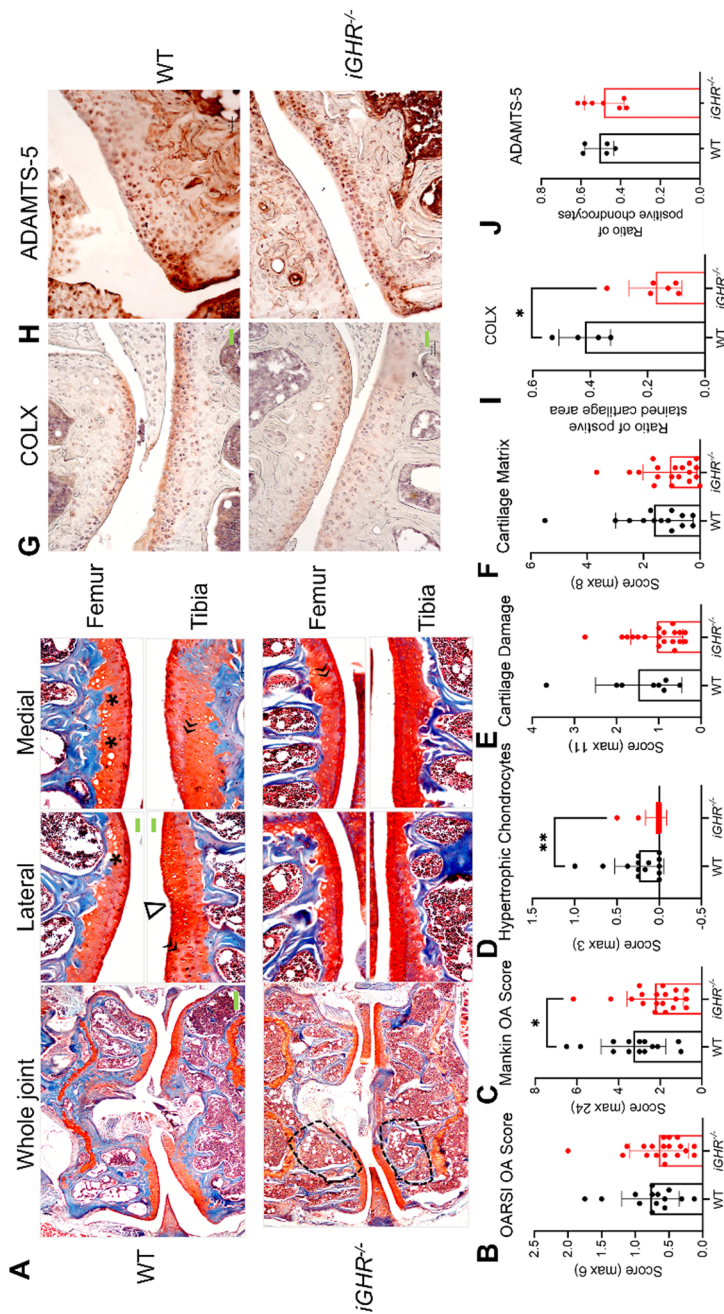 A
Whole joint
Lateral
Medial
WT
Femur
Tibia
iGHR-/-
Femur
Tibia
G
COLX
H
ADAMTS-5
WT
iGHR-/-
B
OARSI OA Score
Score (max 6)
2.5
2.0
1.5
1.0
0.5
0.0
WT
iGHR-/-
C
Mankin OA Score
Score (max 24)
8
6
4
2
0
*
WT
iGHR-/-
D
Hypertrophic Chondrocytes
Score (max 3)
1.5
1.0
0.5
0.0
-0.5
**
WT
iGHR-/-
E
Cartilage Damage
Score (max 11)
4
3
2
1
0
WT
iGHR-/-
F
Cartilage Matrix
Score (max 8)
6
4
2
0
WT
iGHR-/-
I
COLX
Ratio of positive
stained cartilage area
0.6
0.4
0.2
0.0
*
WT
iGHR-/-
J
ADAMTS-5
Ratio of
positive chondrocytes
0.8
0.6
0.4
0.2
0.0
WT
iGHR-/-